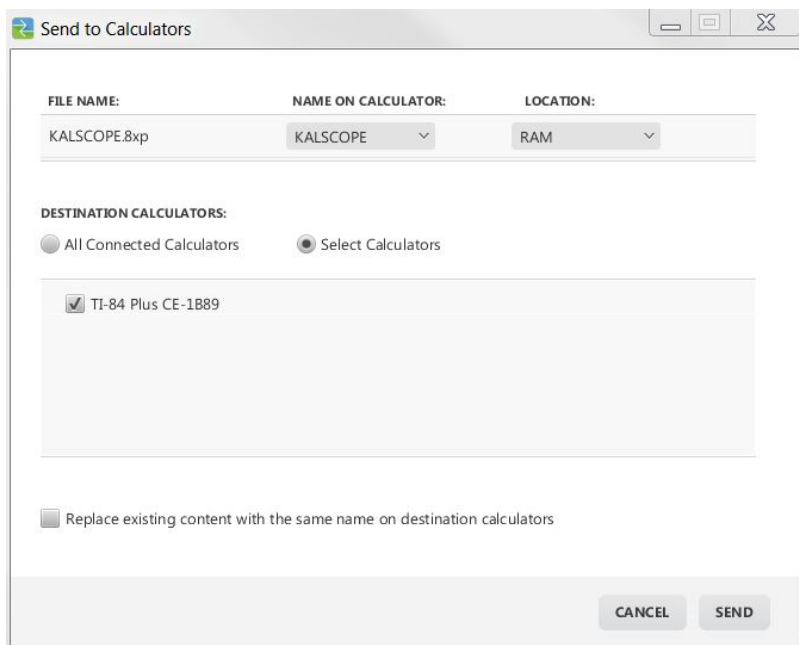 Send to Calculators
FILE NAME: NAME ON CALCULATOR: LOCATION:
KALSCOPE.8xp KALSCOPE RAM
DESTINATION CALCULATORS:
All Connected Calculators Select Calculators
TI-84 Plus CE-1B89
Replace existing content with the same name on destination calculators
CANCEL SEND